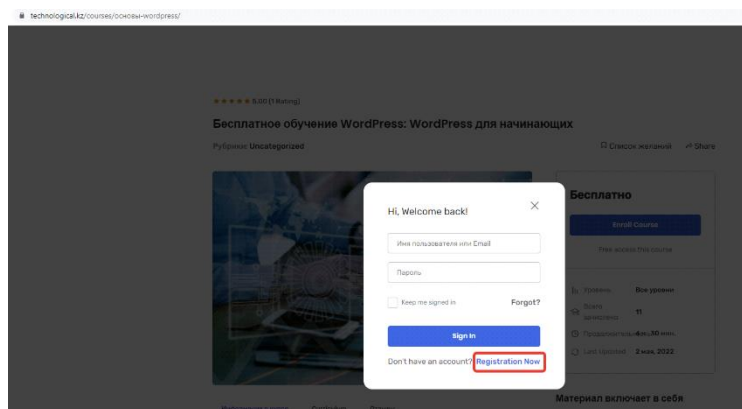 technological.kz/courses/основы-wordpress/
5.00 (1 Rating)
Бесплатное обучение WordPress: WordPress для начинающих
Рубрики: Uncategorized
Список желаний Share
Бесплатно
Enroll Course
Free access this course
Hi, Welcome back!
Имя пользователя или Email
Пароль
Keep me signed in Forgot?
Sign In
Don't have an account? Registration Now
Уровень Все уровни
11
Last Updated 2 мая, 2022
Материал включает в себя